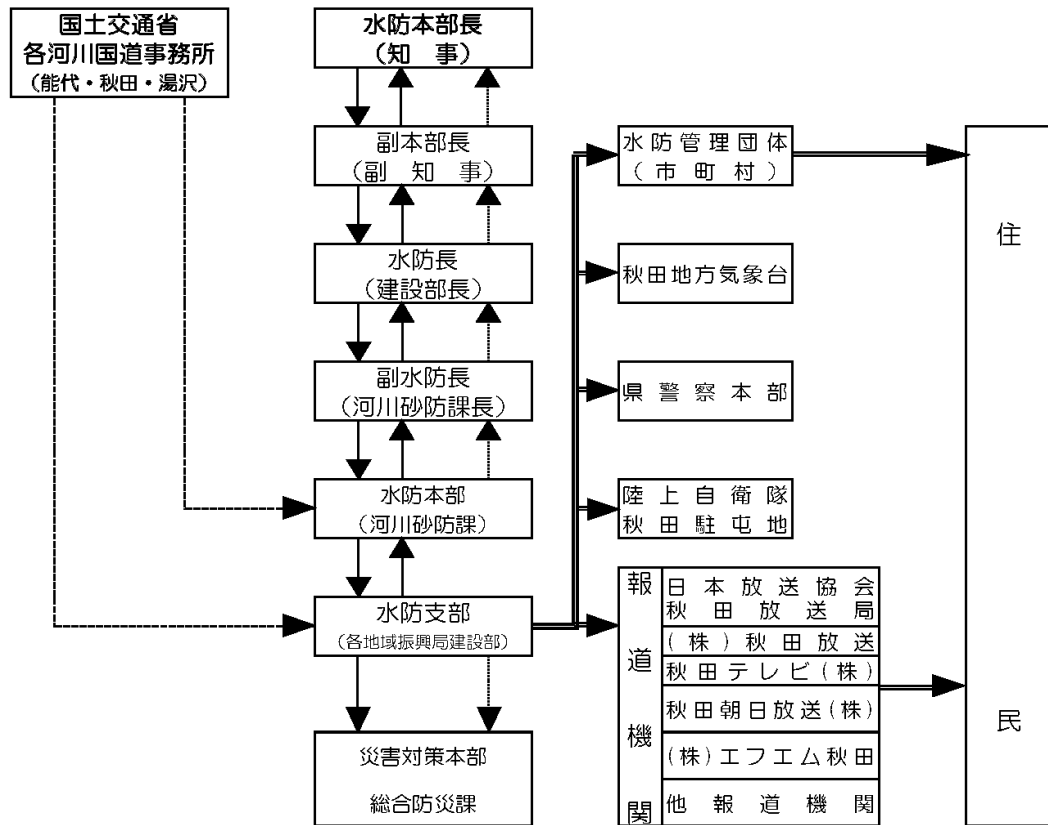 国土交通省
各河川国道事務所
(能代・秋田・湯沢)
水防本部長
(知　事)
副本部長
(副　知　事)
水防長
(建設部長)
副水防長
(河川砂防課長)
水防本部
(河川砂防課)
水防支部
(各地域振興局建設部)
災害対策本部
総合防災課
水防管理団体
(市町村)
秋田地方気象台
県警察本部
陸上自衛隊
秋田駐屯地
報道機関
日本放送協会
秋田放送局
(株)秋田放送
秋田テレビ(株)
秋田朝日放送(株)
(株)エフエム秋田
他報道機関
住民